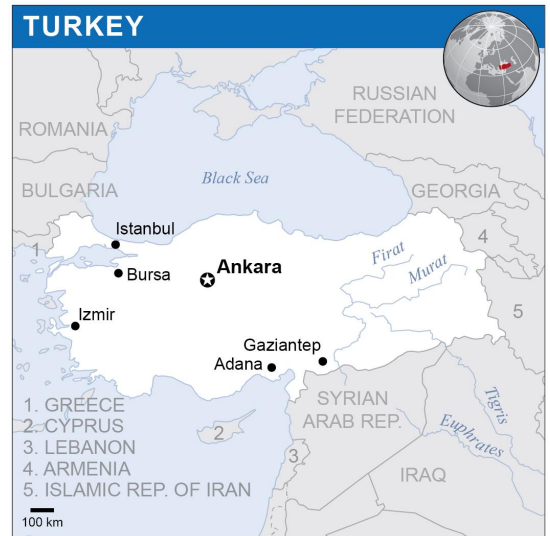 TURKEY
RUSSIAN
FEDERATION
ROMANIA
Black Sea
BULGARIA
GEORGIA
Istanbul
1
4
Firat
Ankara
Murat
Bursa
Izmir
5
Gaziantep
Adana
1. GREECE
2. CYPRUS
3. LEBANON
4. ARMENIA
5. ISLAMIC REP. OF IRAN
2
3
SYRIAN
ARAB REP.
Tigris
Euphrates
IRAQ
100 km